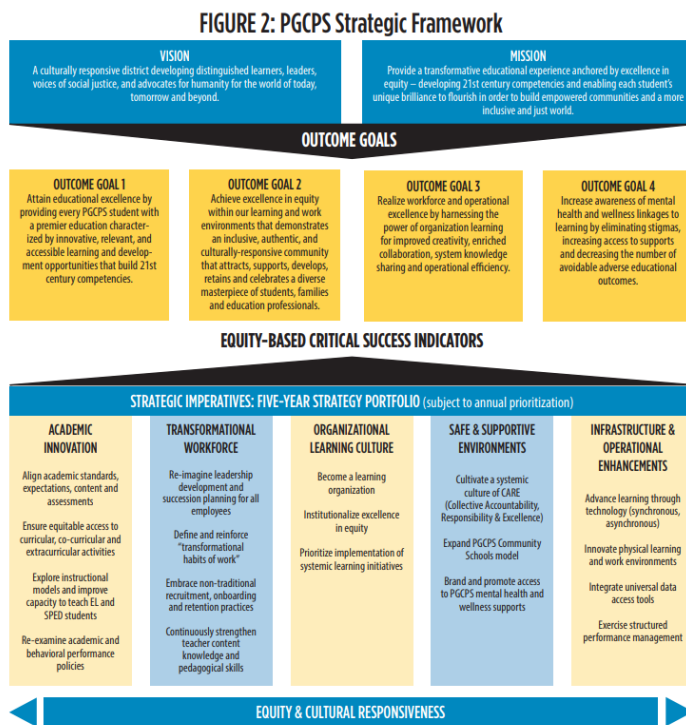 FIGURE 2: PGCPS Strategic Framework
VISION
A culturally responsive district developing distinguished learners, leaders,
voices of social justice, and advocates for humanity for the world of today,
tomorrow and beyond.
MISSION
Provide a transformative educational experience anchored by excellence in
equity – developing 21st century competencies and enabling each student's
unique brilliance to flourish in order to build empowered communities and a more
inclusive and just world.
OUTCOME GOALS
OUTCOME GOAL 1
Attain educational excellence by
providing every PGCPS student with
a premier education character-
ized by innovative, relevant, and
accessible learning and develop-
ment opportunities that build 21st
century competencies.
OUTCOME GOAL 2
Achieve excellence in equity
within our learning and work
environments that demonstrates
an inclusive, authentic, and
culturally-responsive community
that attracts, supports, develops,
retains and celebrates a diverse
masterpiece of students, families
and education professionals.
OUTCOME GOAL 3
Realize workforce and operational
excellence by harnessing the
power of organization learning
for improved creativity, enriched
collaboration, system knowledge
sharing and operational efficiency.
OUTCOME GOAL 4
Increase awareness of mental
health and wellness linkages to
learning by eliminating stigmas,
increasing access to supports
and decreasing the number of
avoidable adverse educational
outcomes.
EQUITY-BASED CRITICAL SUCCESS INDICATORS
STRATEGIC IMPERATIVES: FIVE-YEAR STRATEGY PORTFOLIO (subject to annual prioritization)
ACADEMIC
INNOVATION
Align academic standards,
expectations, content and
assessments
Ensure equitable access to
curricular, co-curricular and
extracurricular activities
Explore instructional
models and improve
capacity to teach EL and
SPED students
Re-examine academic and
behavioral performance
policies
TRANSFORMATIONAL
WORKFORCE
Re-imagine leadership
development and
succession planning for all
employees
Define and reinforce
"transformational
habits of work"
Embrace non-traditional
recruitment, onboarding
and retention practices
Continuously strengthen
teacher content
knowledge and
pedagogical skills
ORGANIZATIONAL
LEARNING CULTURE
Become a learning
organization
Institutionalize excellence
in equity
Prioritize implementation of
systemic learning initiatives
SAFE & SUPPORTIVE
ENVIRONMENTS
Cultivate a systemic
culture of CARE
(Collective Accountability,
Responsibility & Excellence)
Expand PGCPS Community
Schools model
Brand and promote access
to PGCPS mental health and
wellness supports
INFRASTRUCTURE &
OPERATIONAL
ENHANCEMENTS
Advance learning through
technology (synchronous,
asynchronous)
Innovate physical learning
and work environments
Integrate universal data
access tools
Exercise structured
performance management
EQUITY & CULTURAL RESPONSIVENESS